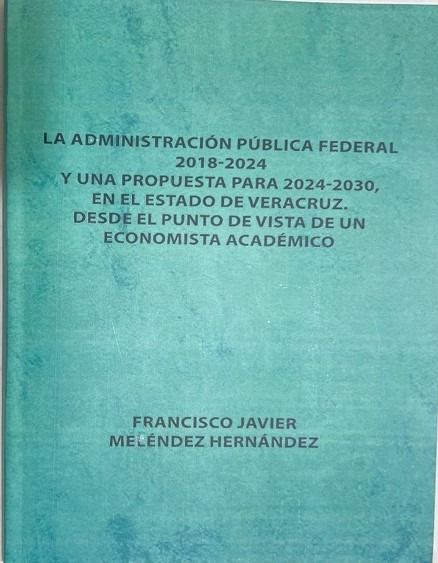 LA ADMINISTRACIÓN PÚBLICA FEDERAL
2018-2024
Y UNA PROPUESTA PARA 2024-2030,
EN EL ESTADO DE VERACRUZ.
DESDE EL PUNTO DE VISTA DE UN
ECONOMISTA ACADÉMICO
FRANCISCO JAVIER
MELÉNDEZ HERNÁNDEZ